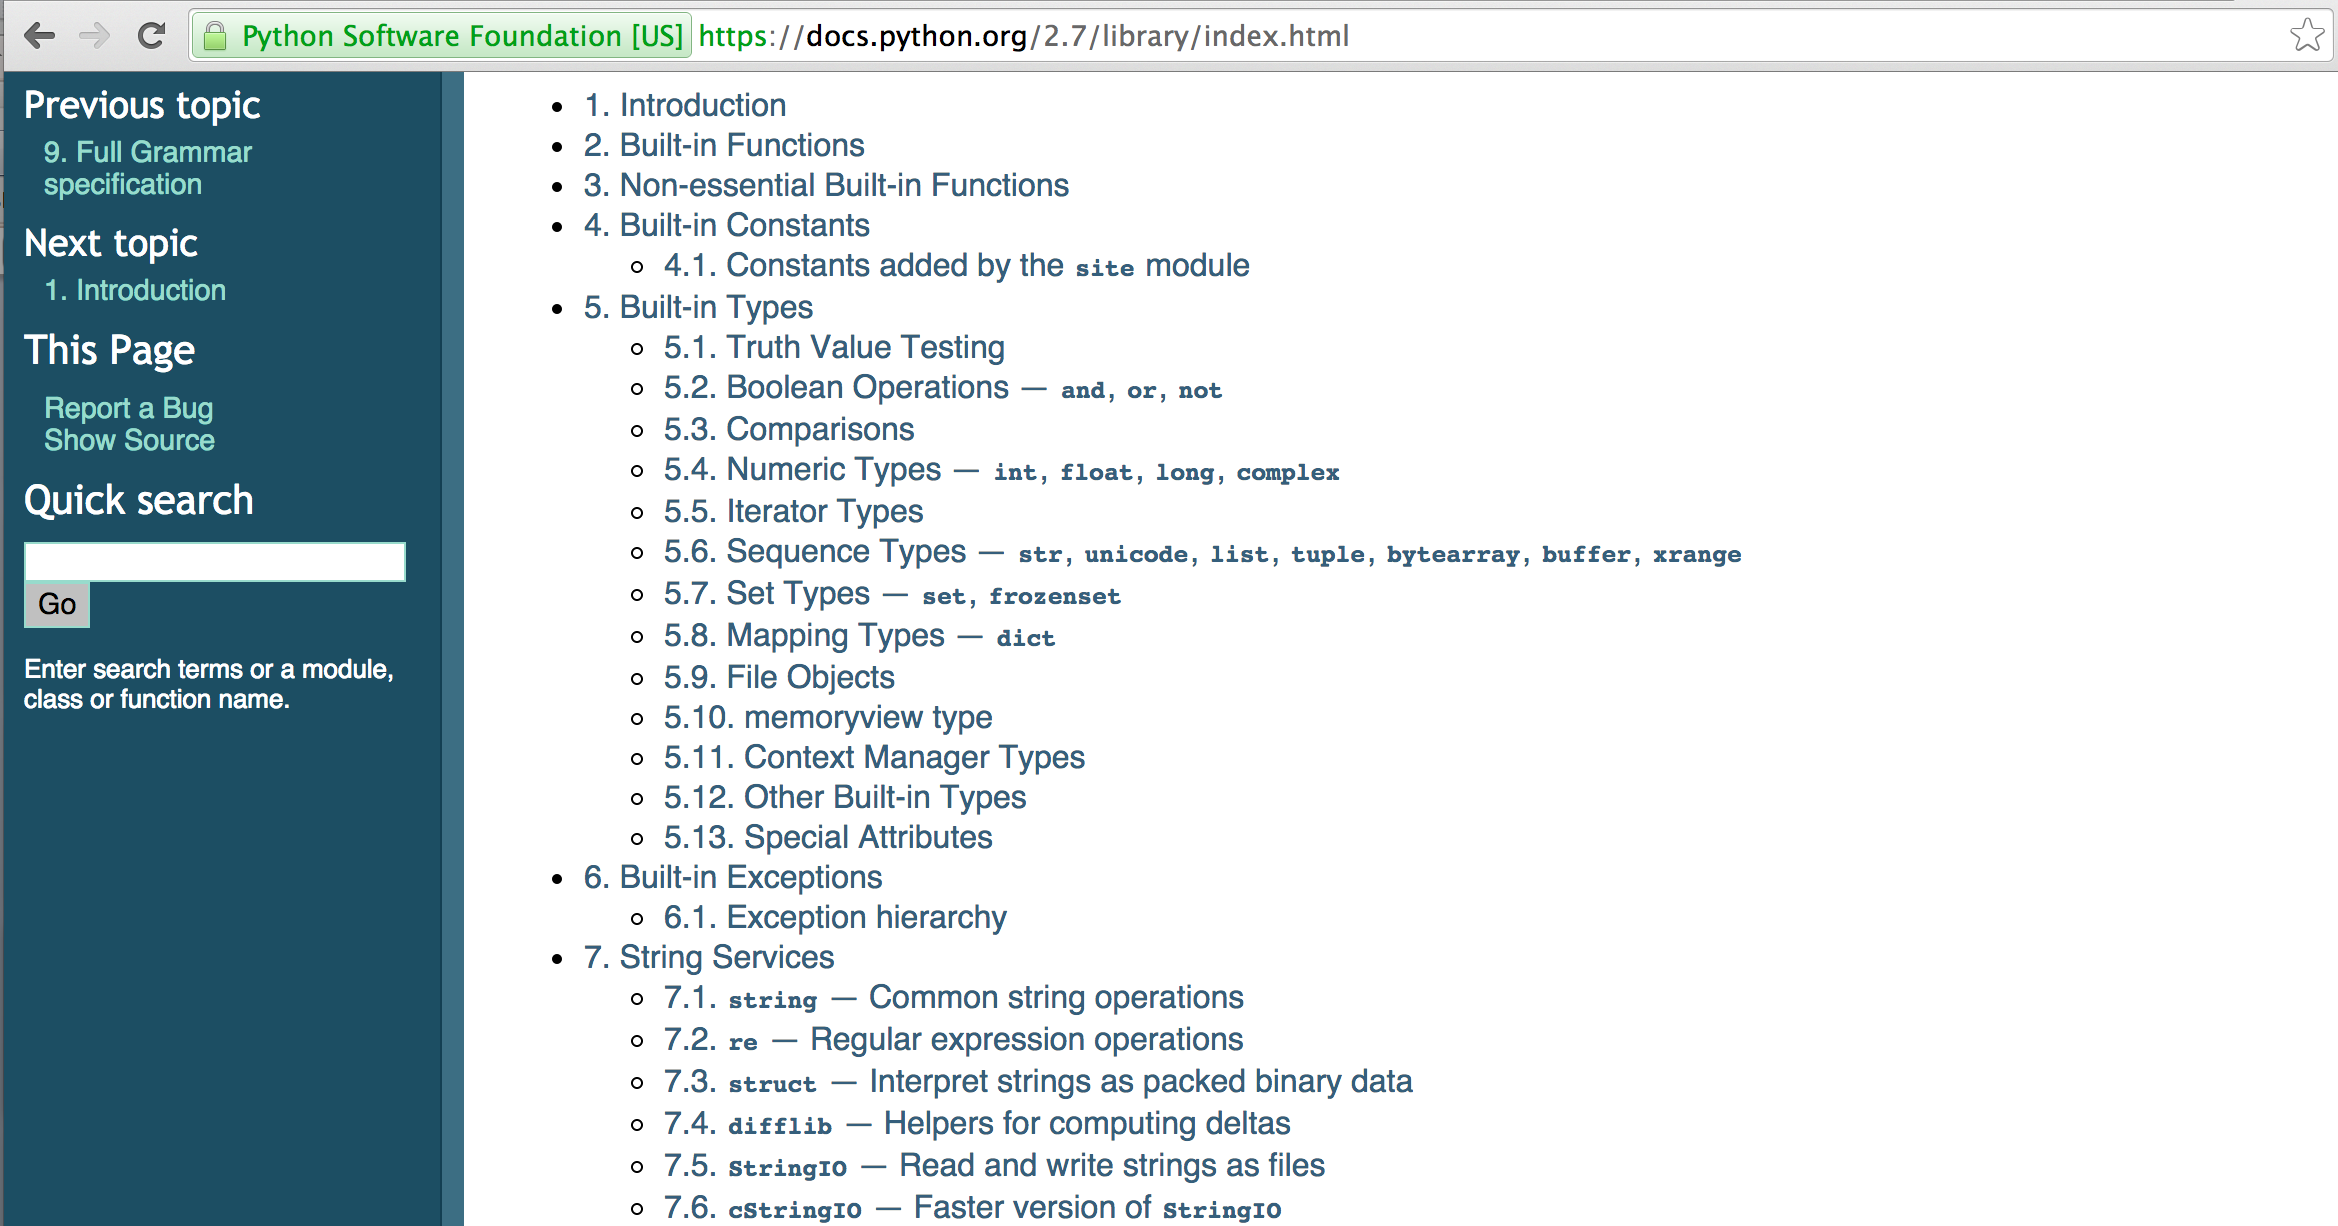 Python Software Foundation [US] https://docs.python.org/2.7/library/index.html
Previous topic
9. Full Grammar
specification
Next topic
1. Introduction
This Page
Report a Bug
Show Source
Quick search
Go
Enter search terms or a module,
class or function name.
1. Introduction
2. Built-in Functions
3. Non-essential Built-in Functions
4. Built-in Constants
4.1. Constants added by the site module
5. Built-in Types
5.1. Truth Value Testing
5.2. Boolean Operations — and, or, not
5.3. Comparisons
5.4. Numeric Types — int, float, long, complex
5.5. Iterator Types
5.6. Sequence Types — str, unicode, list, tuple, bytearray, buffer, xrange
5.7. Set Types — set, frozenset
5.8. Mapping Types — dict
5.9. File Objects
5.10. memoryview type
5.11. Context Manager Types
5.12. Other Built-in Types
5.13. Special Attributes
6. Built-in Exceptions
6.1. Exception hierarchy
7. String Services
7.1. string — Common string operations
7.2. re — Regular expression operations
7.3. struct — Interpret strings as packed binary data
7.4. difflib — Helpers for computing deltas
7.5. StringIO — Read and write strings as files
7.6. cStringIO — Faster version of StringIO